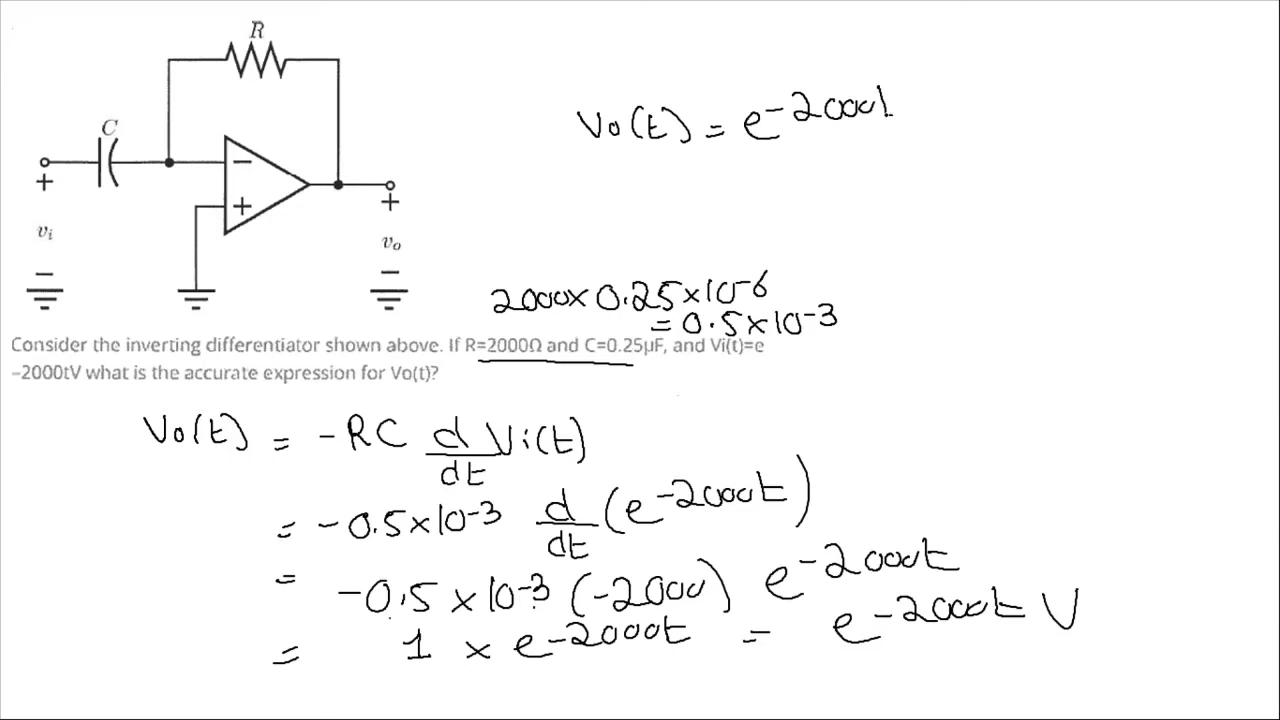 R
C
−
+
+
+
vᵢ
vₒ
−
−
Vo(t) = e^-2000t
2000×0.25×10^-6
= 0.5×10^-3
Consider the inverting differentiator shown above. If R=2000Ω and C=0.25μF, and Vi(t)=e
−2000tV what is the accurate expression for Vo(t)?
Vo(t) = -RC d/dt Vi(t)
= -0.5×10^-3 d/dt (e^-2000t)
= -0.5 × 10^-3 (-2000) e^-2000t
= 1 × e^-2000t = e^-2000t V